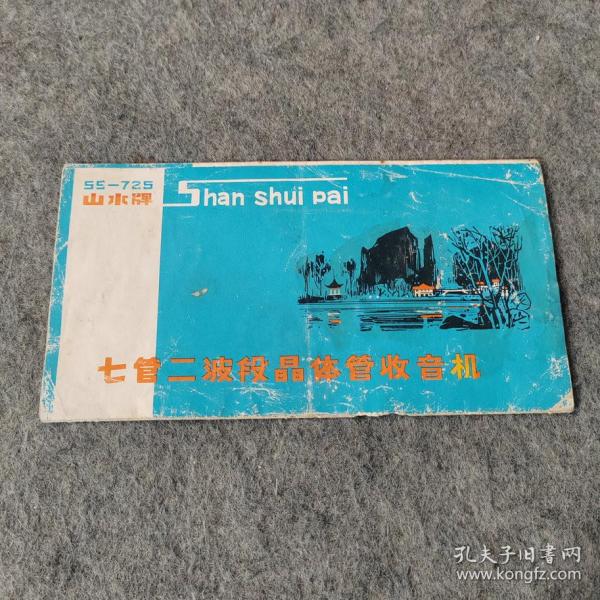 SS-725
山水牌
Shan shui pai
七管二波段晶体管收音机
孔夫子旧书网
www.kongfz.com